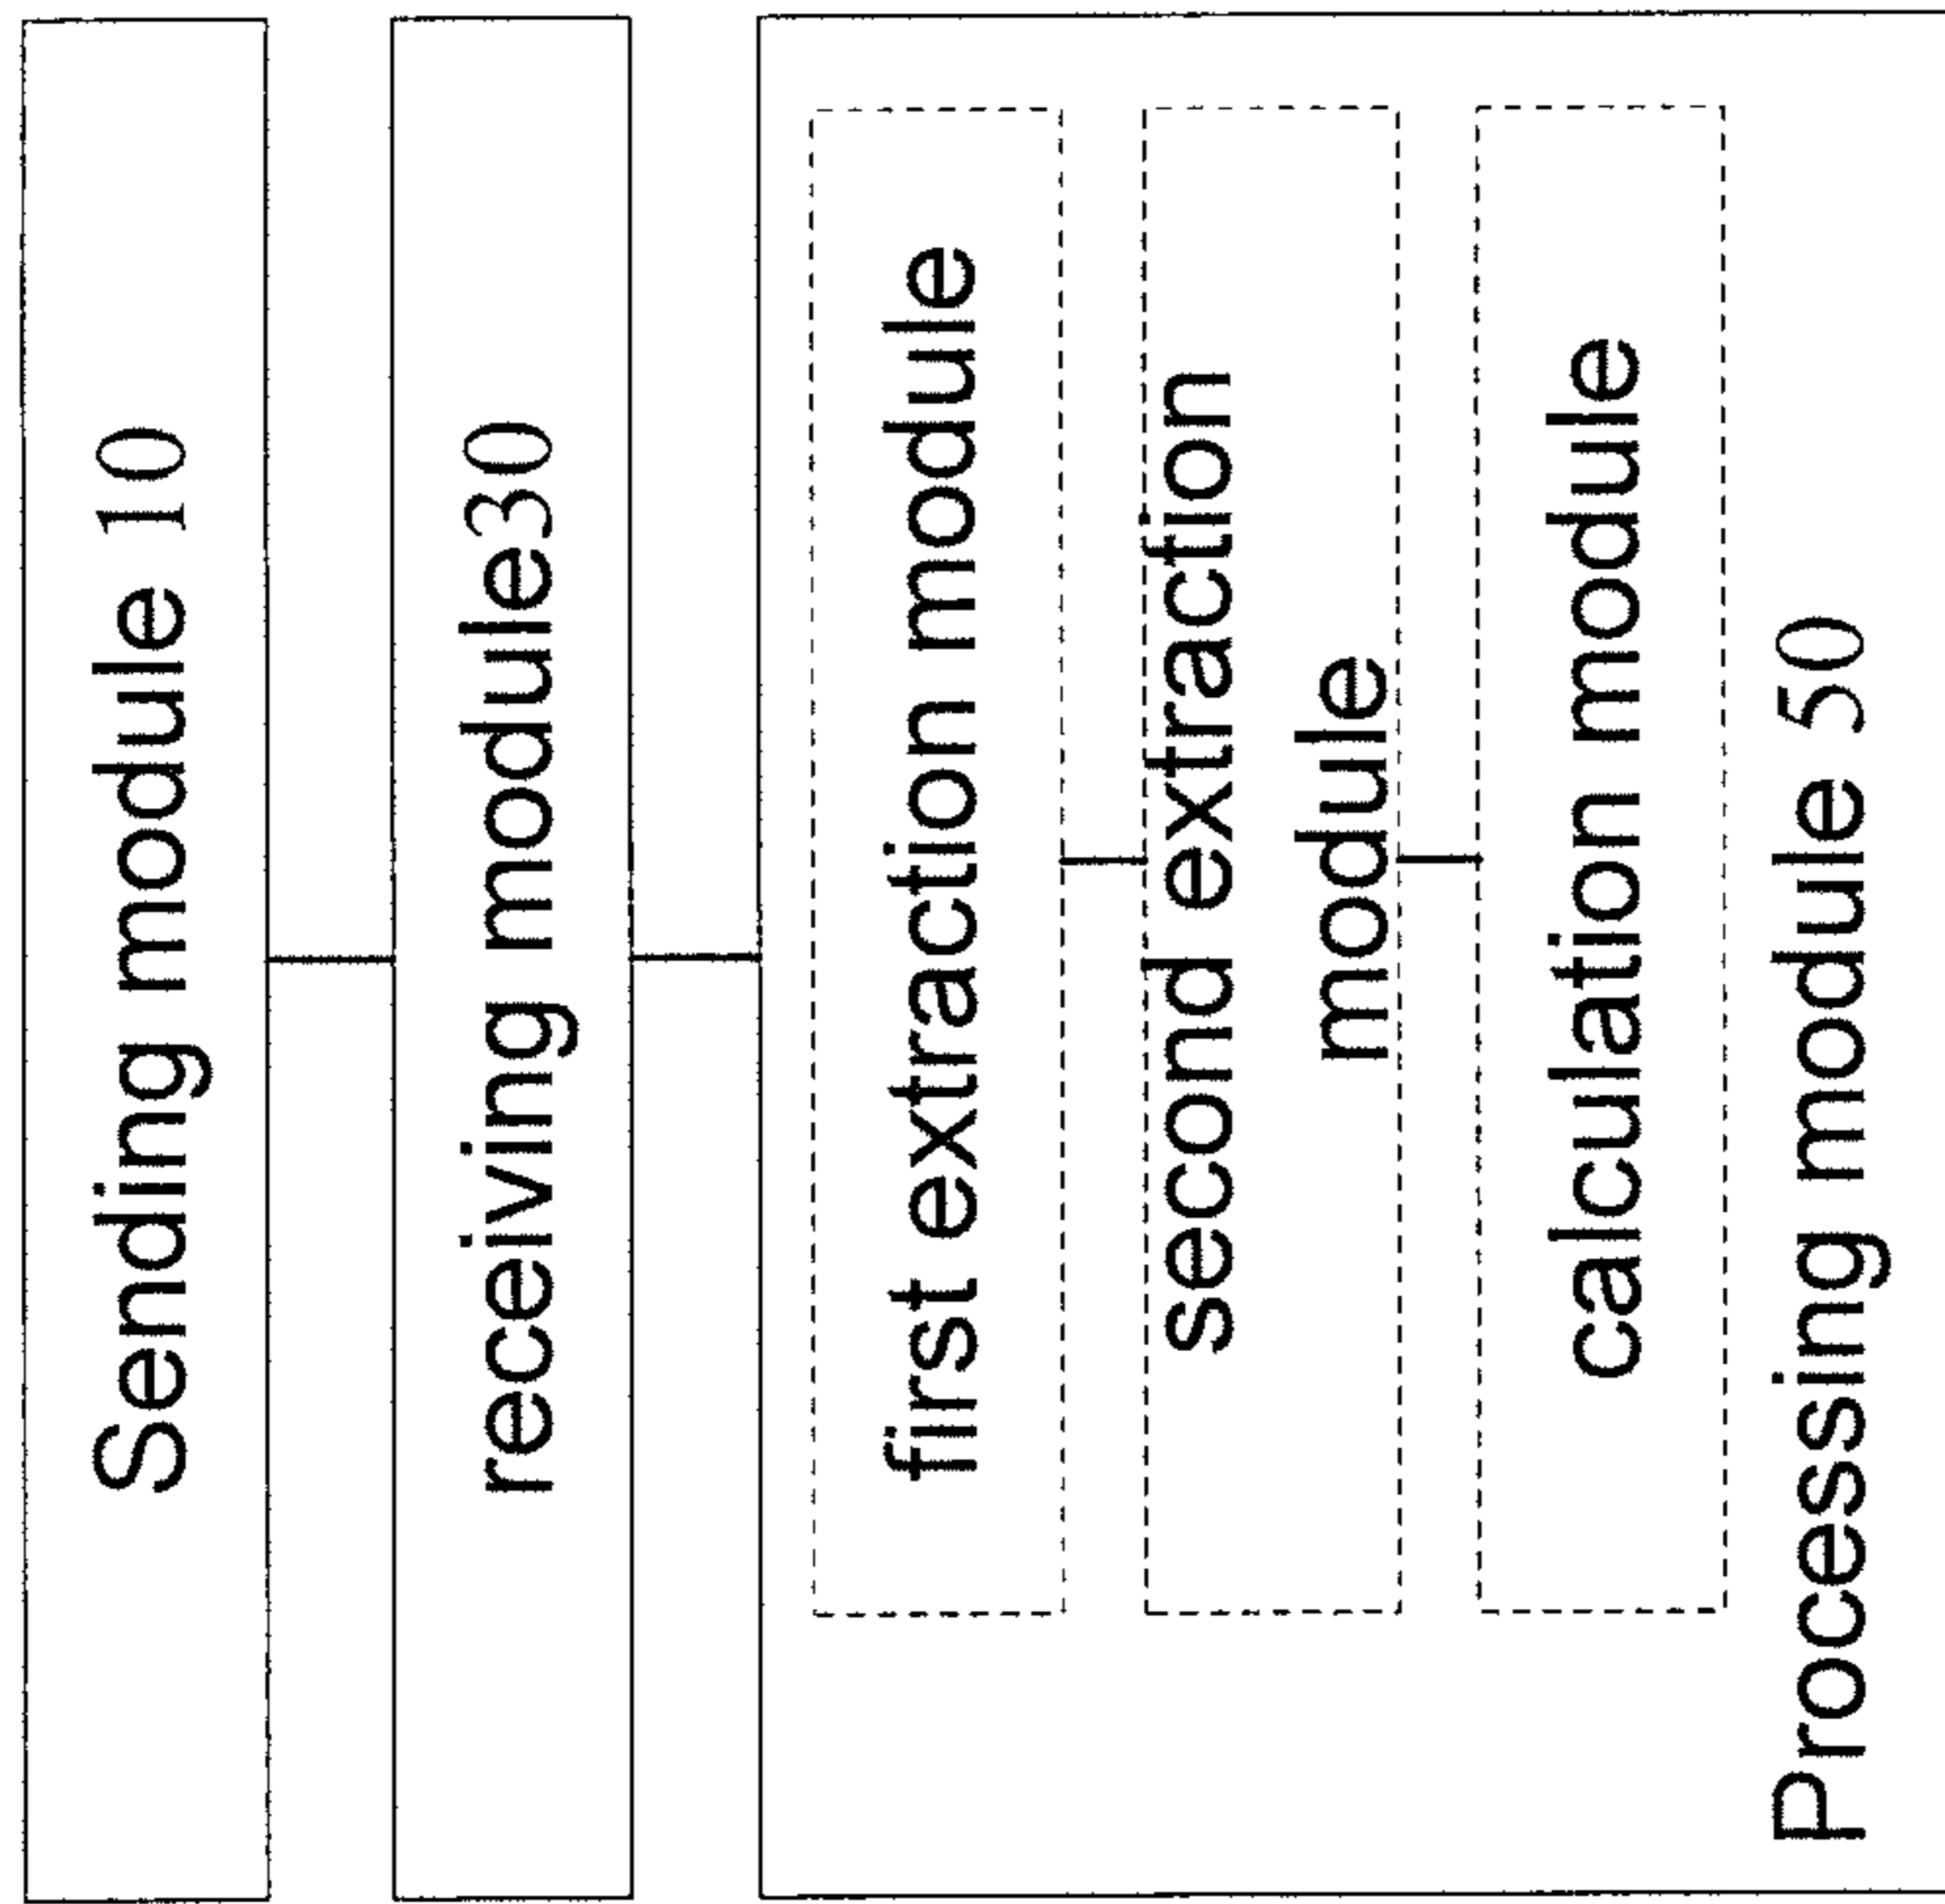 Sending module 10
receiving module30
first extraction module
second extraction
module
calculation module
Processing module 50